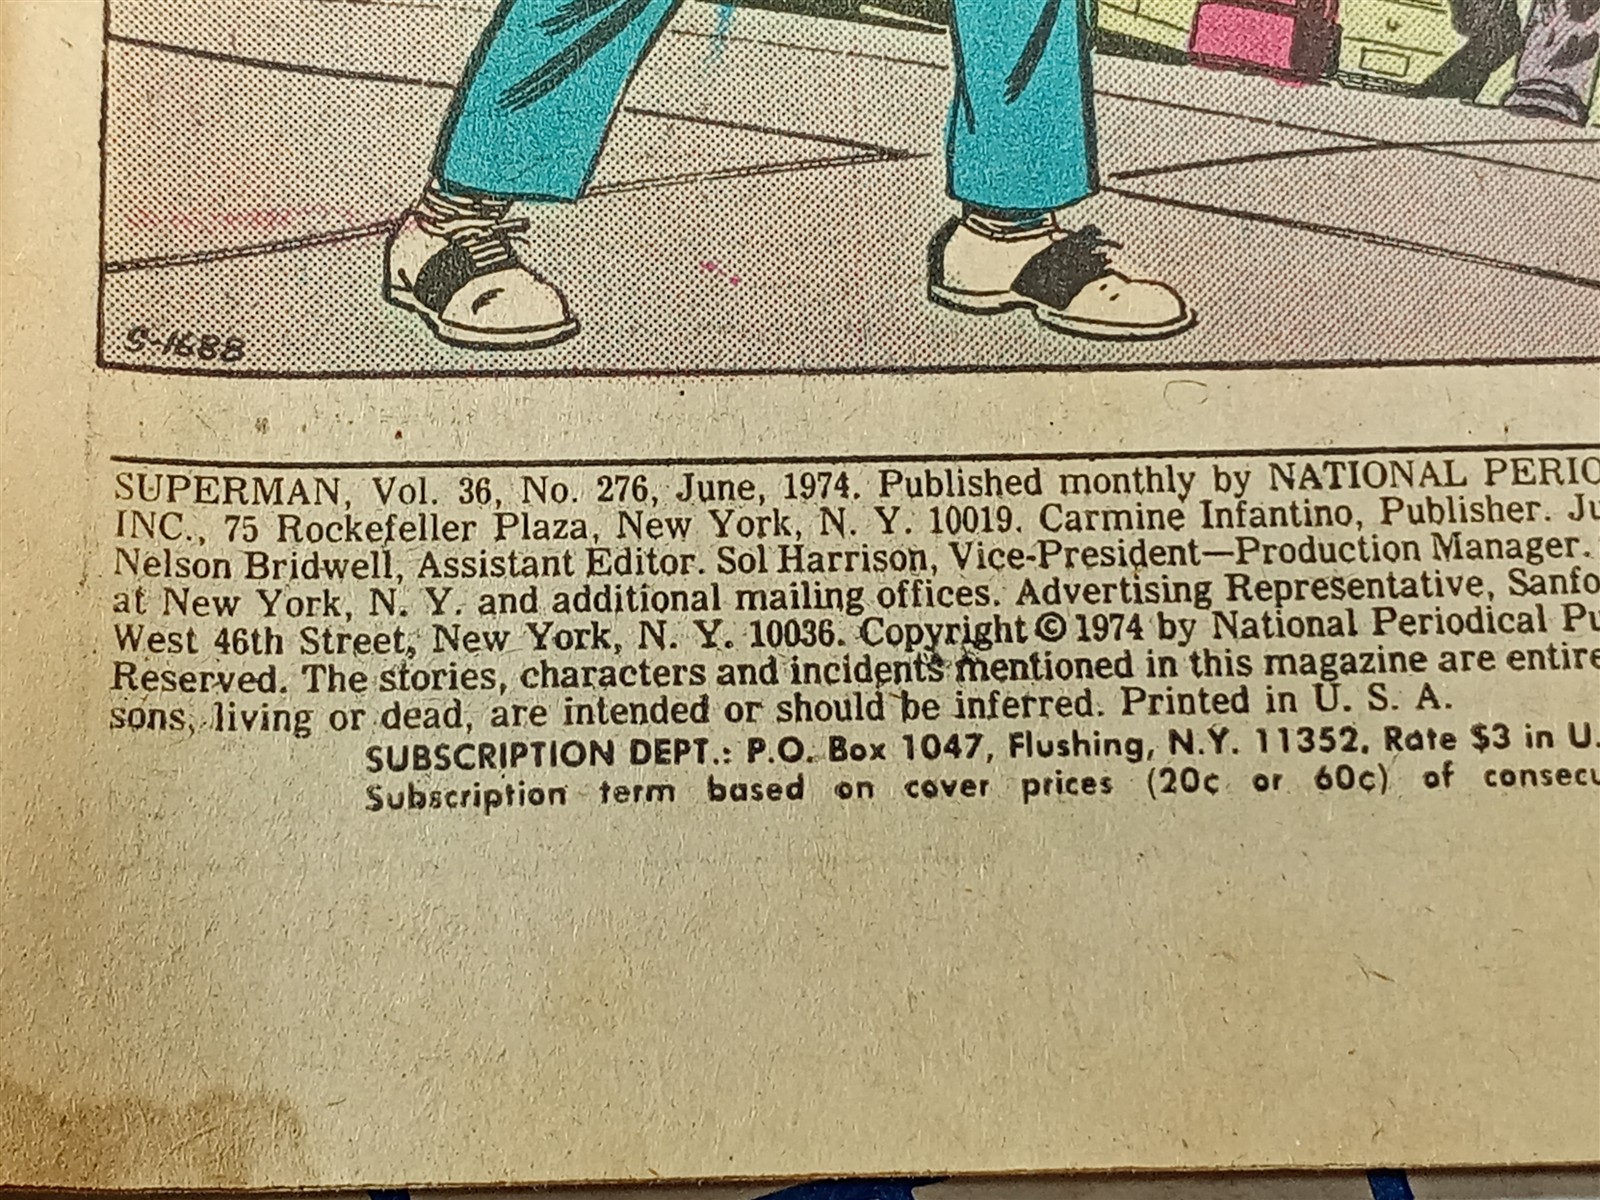 S-1688
SUPERMAN, Vol. 36, No. 276, June, 1974. Published monthly by NATIONAL PERIO
INC., 75 Rockefeller Plaza, New York, N. Y. 10019. Carmine Infantino, Publisher. Ju
Nelson Bridwell, Assistant Editor. Sol Harrison, Vice-President—Production Manager.
at New York, N. Y. and additional mailing offices. Advertising Representative, Sanfo
West 46th Street, New York, N. Y. 10036. Copyright © 1974 by National Periodical Pu
Reserved. The stories, characters and incidents mentioned in this magazine are entire
sons, living or dead, are intended or should be inferred. Printed in U. S. A.
SUBSCRIPTION DEPT.: P.O. Box 1047, Flushing, N.Y. 11352. Rate $3 in U.
Subscription term based on cover prices (20¢ or 60¢) of consecu